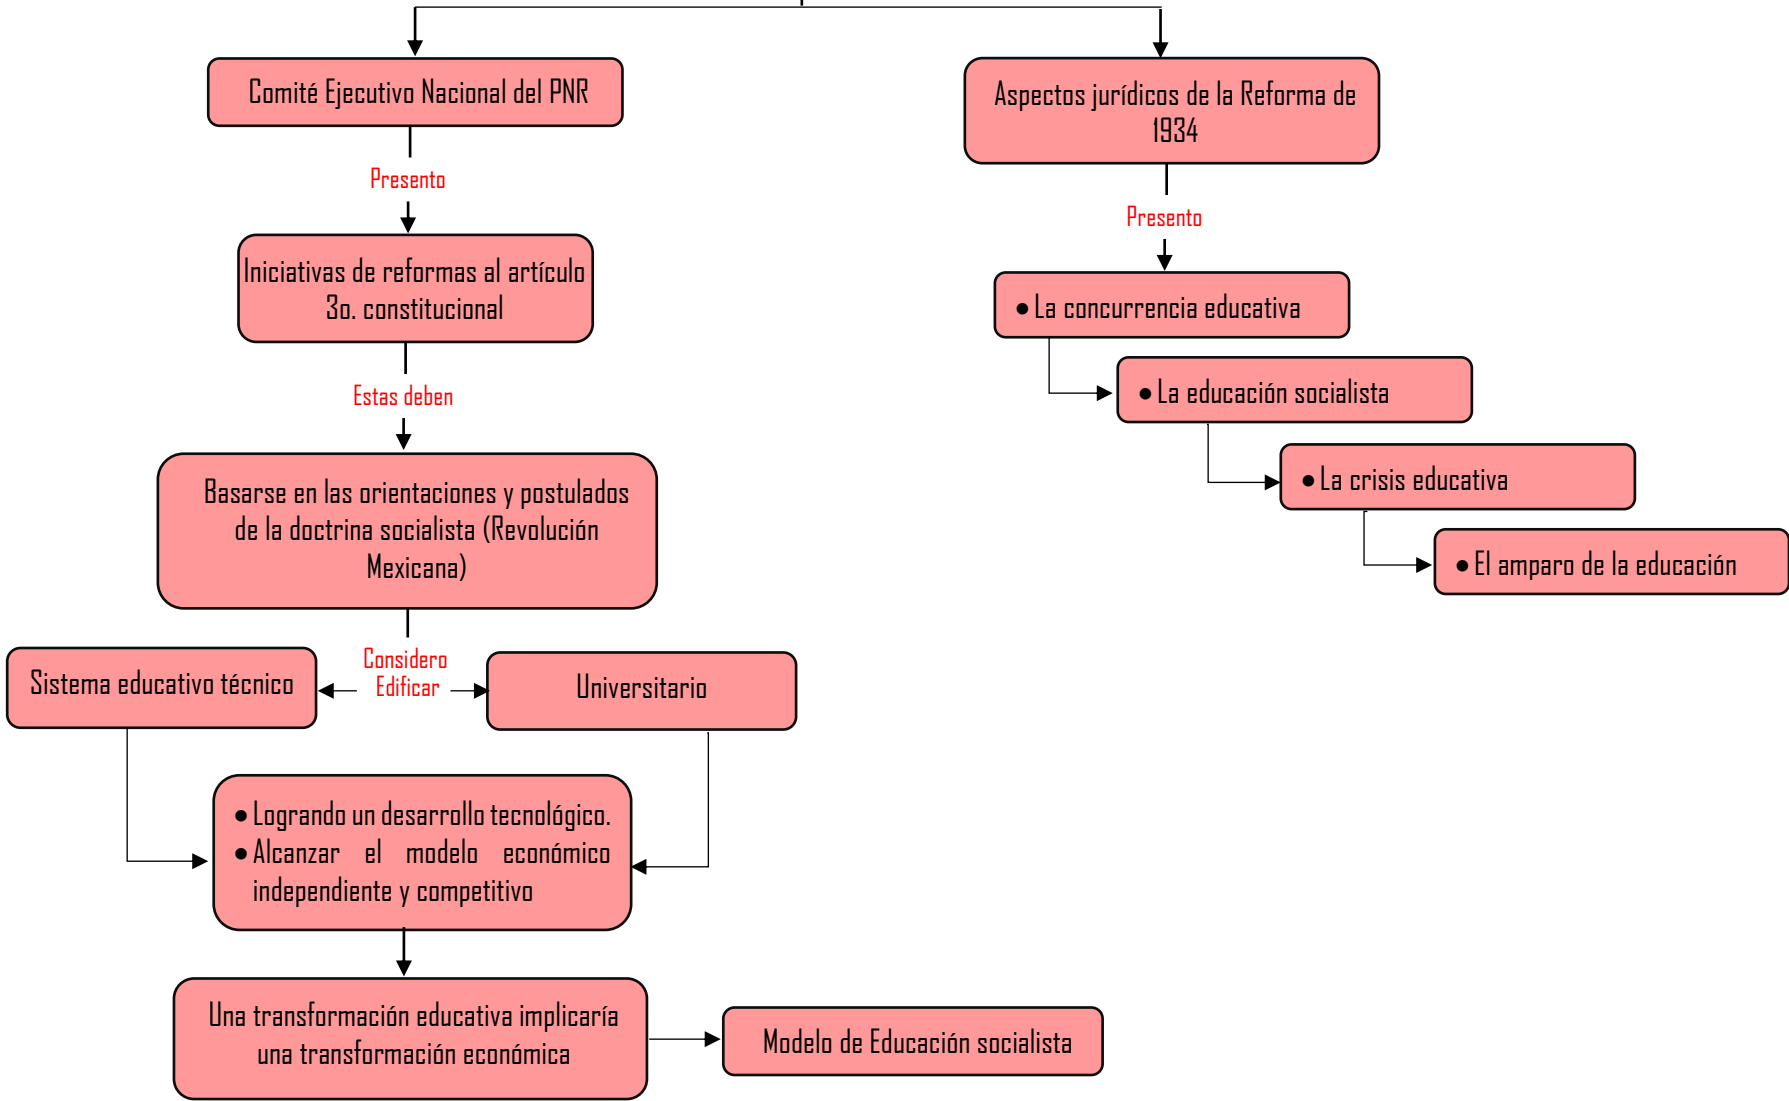 Comité Ejecutivo Nacional del PNR
Presento
Iniciativas de reformas al artículo
3o. constitucional
Estas deben
Basarse en las orientaciones y postulados
de la doctrina socialista (Revolución
Mexicana)
Considero
Edificar
Sistema educativo técnico
Universitario
• Logrando un desarrollo tecnológico.
• Alcanzar el modelo económico
independiente y competitivo
Una transformación educativa implicaría
una transformación económica
Modelo de Educación socialista
Aspectos jurídicos de la Reforma de
1934
Presento
• La concurrencia educativa
• La educación socialista
• La crisis educativa
• El amparo de la educación